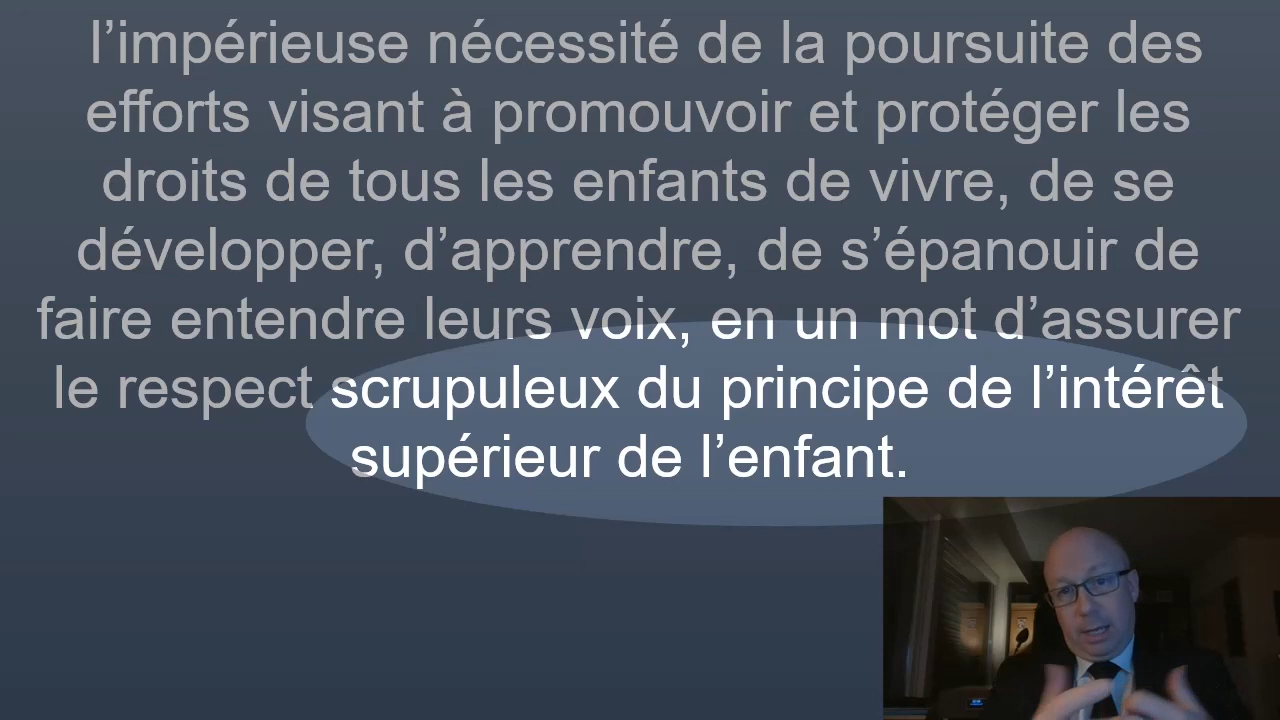 l’impérieuse nécessité de la poursuite des
efforts visant à promouvoir et protéger les
droits de tous les enfants de vivre, de se
développer, d’apprendre, de s’épanouir de
faire entendre leurs voix, en un mot d’assurer
le respect scrupuleux du principe de l’intérêt
supérieur de l’enfant.